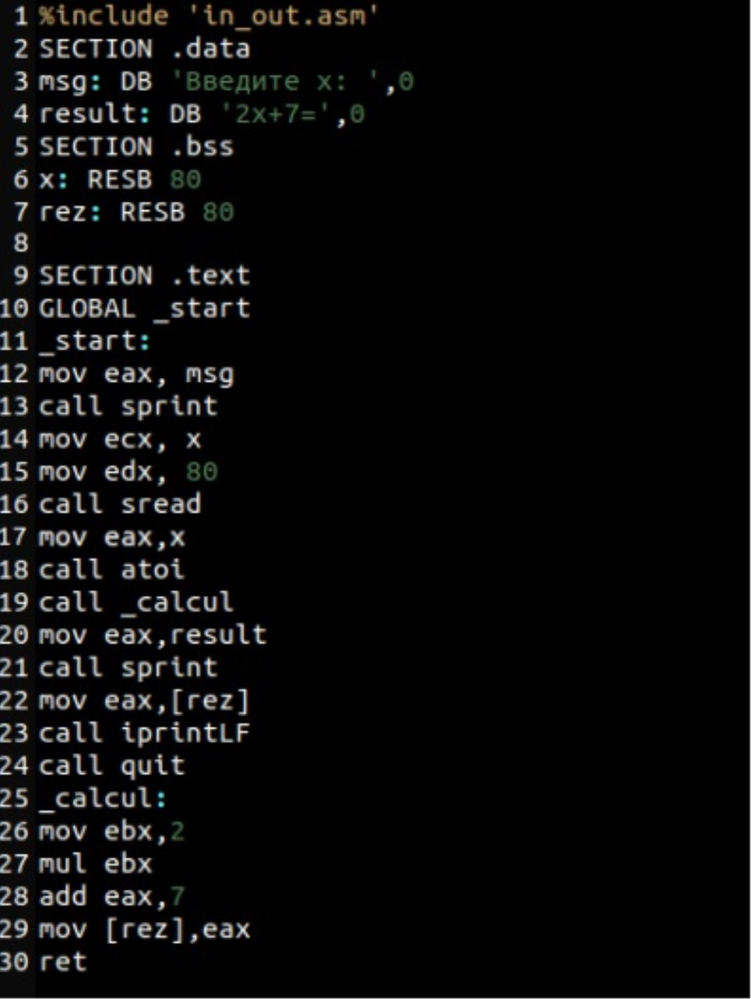 1 %include 'in_out.asm'
2 SECTION .data
3 msg: DB 'Введите x: ',0
4 result: DB '2x+7=',0
5 SECTION .bss
6 x: RESB 80
7 rez: RESB 80
8
9 SECTION .text
10 GLOBAL _start
11 _start:
12 mov eax, msg
13 call sprint
14 mov ecx, x
15 mov edx, 80
16 call sread
17 mov eax,x
18 call atoi
19 call _calcul
20 mov eax,result
21 call sprint
22 mov eax,[rez]
23 call iprintLF
24 call quit
25 _calcul:
26 mov ebx,2
27 mul ebx
28 add eax,7
29 mov [rez],eax
30 ret